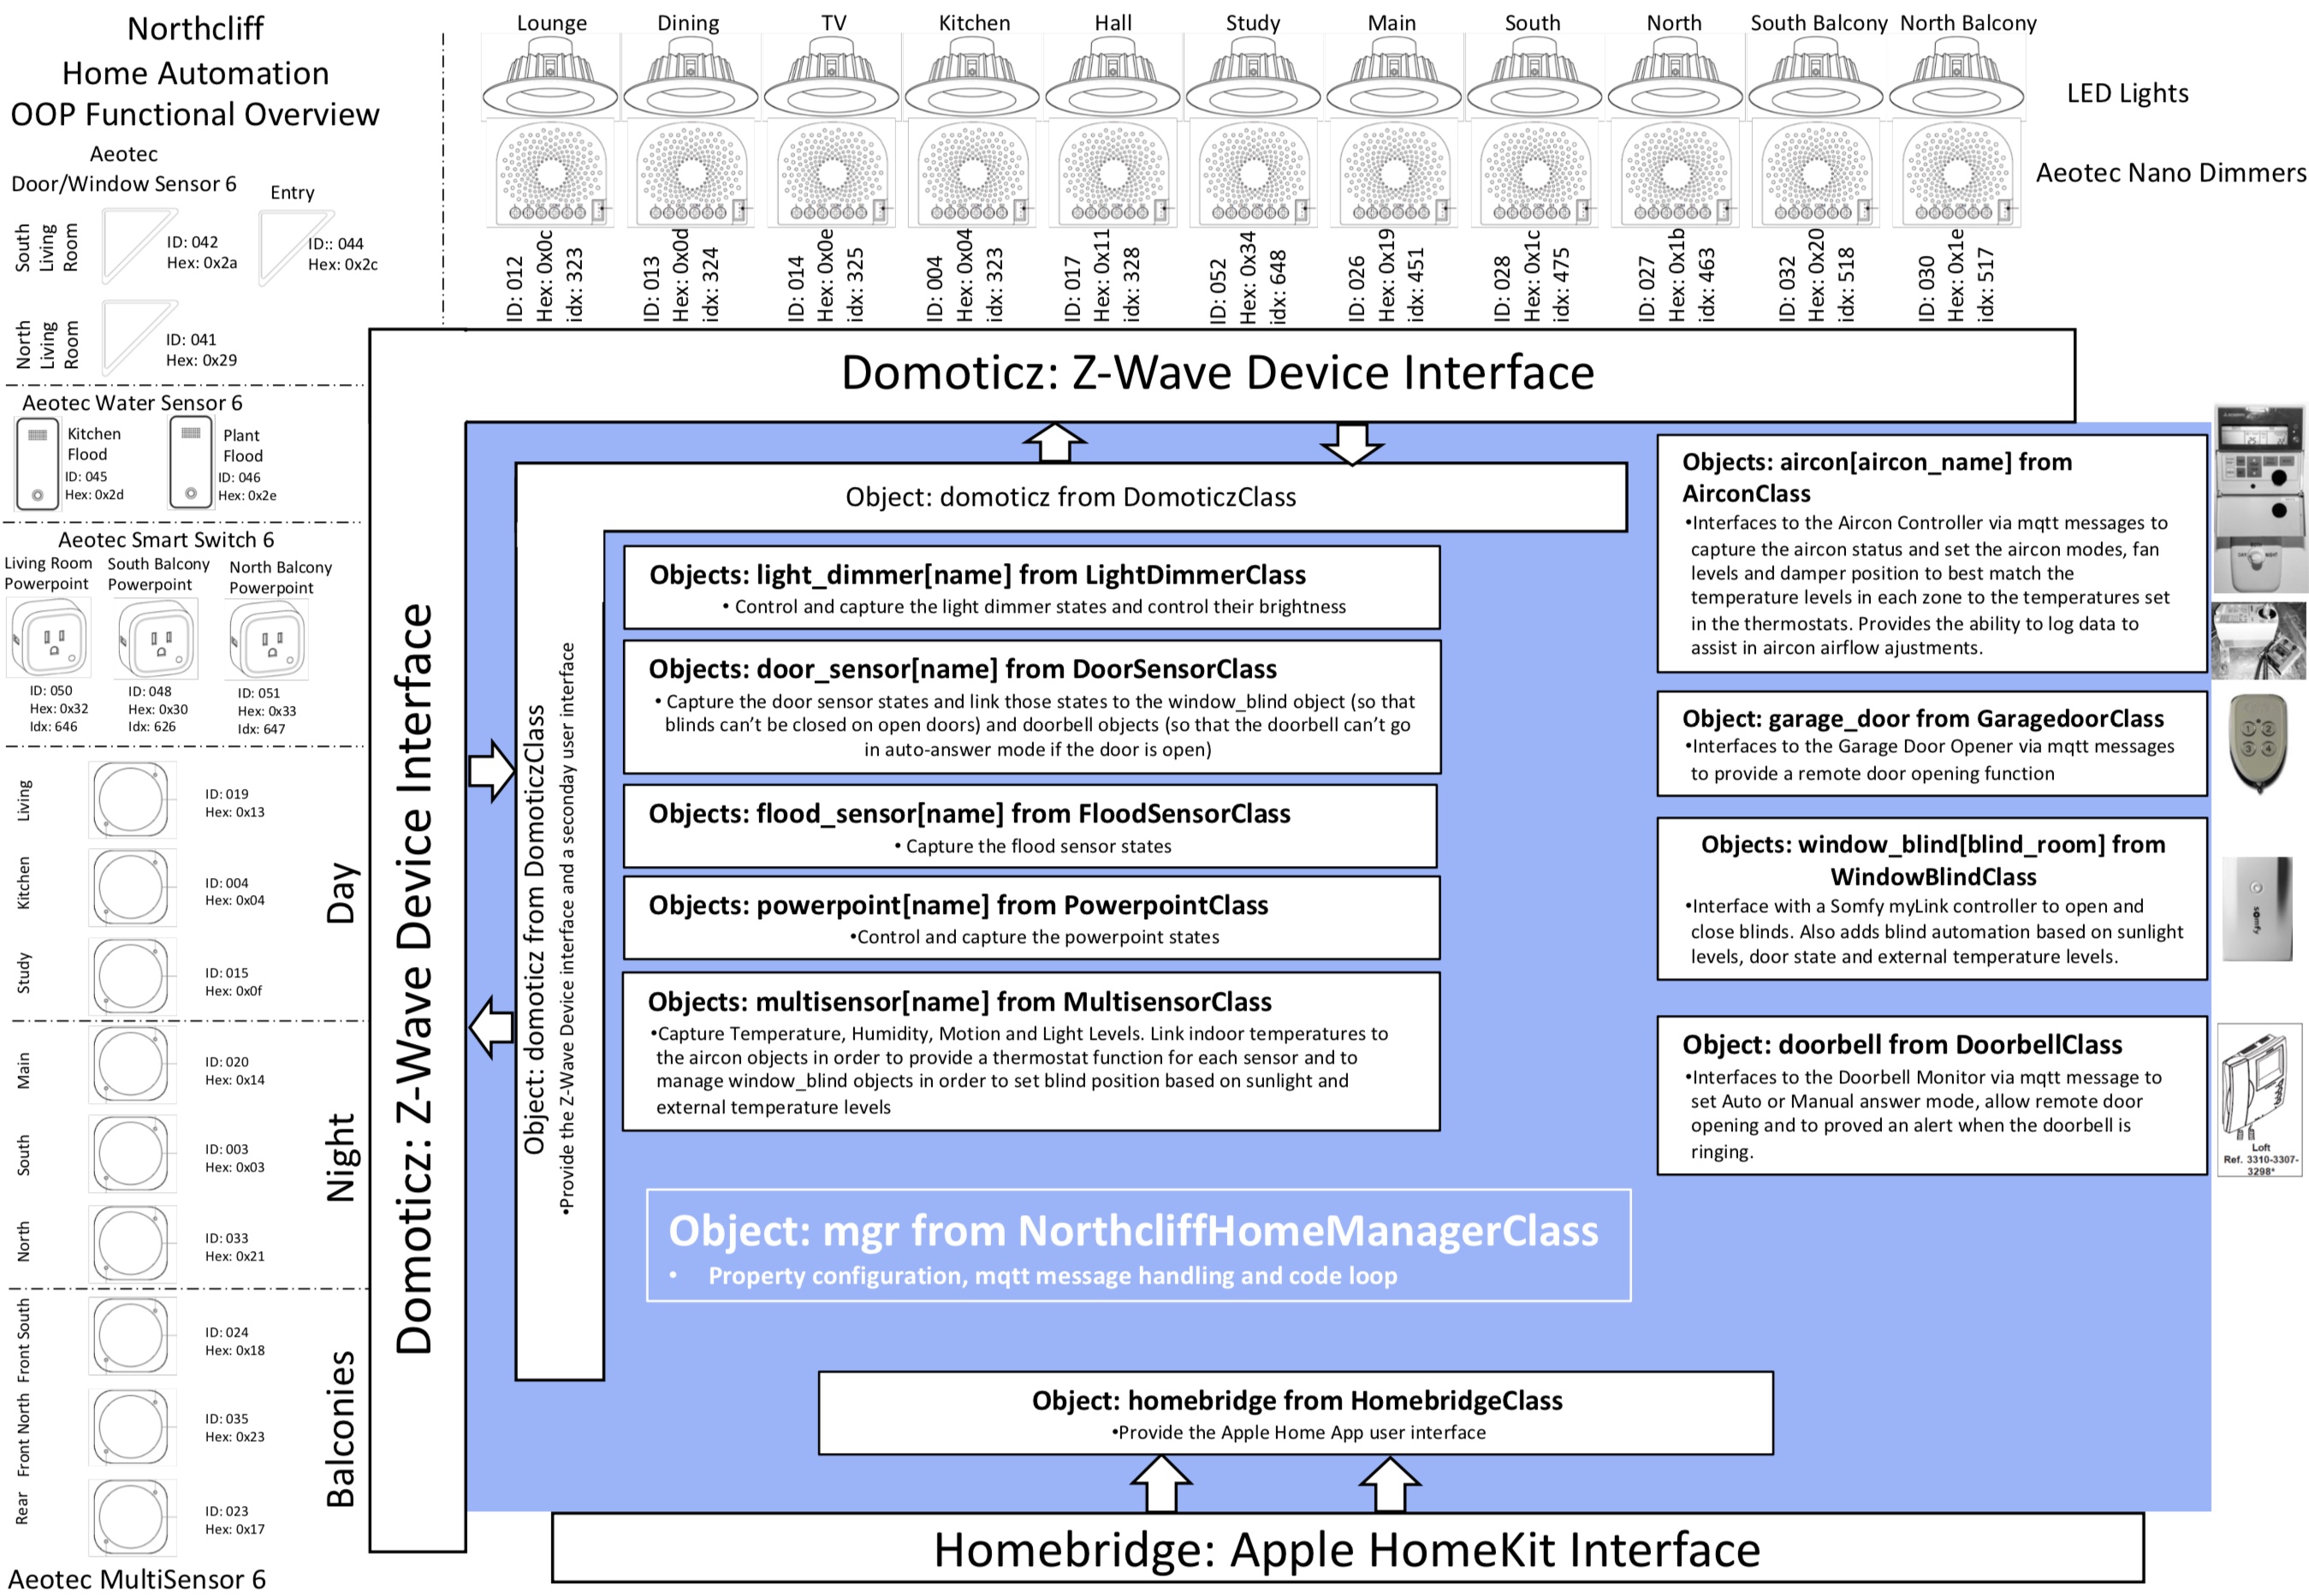 Northcliff
Home Automation
OOP Functional Overview
Lounge
Dining
TV
Kitchen
Hall
Study
Main
South
North
South Balcony
North Balcony
LED Lights
Aeotec Nano Dimmers
ID: 012
Hex: 0x0c
idx: 323
ID: 013
Hex: 0x0d
idx: 324
ID: 014
Hex: 0x0e
idx: 325
ID: 004
Hex: 0x04
idx: 323
ID: 017
Hex: 0x11
idx: 328
ID: 052
Hex: 0x34
idx: 648
ID: 026
Hex: 0x19
idx: 451
ID: 028
Hex: 0x1c
idx: 475
ID: 027
Hex: 0x1b
idx: 463
ID: 032
Hex: 0x20
idx: 518
ID: 030
Hex: 0x1e
idx: 517
Aeotec
Door/Window Sensor 6
Entry
South
Living
Room
ID: 042
Hex: 0x2a
ID:: 044
Hex: 0x2c
North
Living
Room
ID: 041
Hex: 0x29
Aeotec Water Sensor 6
Kitchen
Flood
ID: 045
Hex: 0x2d
Plant
Flood
ID: 046
Hex: 0x2e
Aeotec Smart Switch 6
Living Room
Powerpoint
South Balcony
Powerpoint
North Balcony
Powerpoint
ID: 050
Hex: 0x32
Idx: 646
ID: 048
Hex: 0x30
Idx: 626
ID: 051
Hex: 0x33
Idx: 647
Living
ID: 019
Hex: 0x13
Kitchen
ID: 004
Hex: 0x04
Study
ID: 015
Hex: 0x0f
Day
Main
ID: 020
Hex: 0x14
South
ID: 003
Hex: 0x03
North
ID: 033
Hex: 0x21
Night
Front South
ID: 024
Hex: 0x18
Front North
ID: 035
Hex: 0x23
Rear
ID: 023
Hex: 0x17
Balconies
Aeotec MultiSensor 6
Domoticz: Z-Wave Device Interface
Domoticz: Z-Wave Device Interface
Object: domoticz from DomoticzClass
Object: domoticz from DomoticzClass
•Provide the Z-Wave Device interface and a seconday user interface
Objects: light_dimmer[name] from LightDimmerClass
• Control and capture the light dimmer states and control their brightness
Objects: door_sensor[name] from DoorSensorClass
• Capture the door sensor states and link those states to the window_blind object (so that
blinds can't be closed on open doors) and doorbell objects (so that the doorbell can't go
in auto-answer mode if the door is open)
Objects: flood_sensor[name] from FloodSensorClass
• Capture the flood sensor states
Objects: powerpoint[name] from PowerpointClass
•Control and capture the powerpoint states
Objects: multisensor[name] from MultisensorClass
•Capture Temperature, Humidity, Motion and Light Levels. Link indoor temperatures to
the aircon objects in order to provide a thermostat function for each sensor and to
manage window_blind objects in order to set blind position based on sunlight and
external temperature levels
Object: mgr from NorthcliffHomeManagerClass
• Property configuration, mqtt message handling and code loop
Objects: aircon[aircon_name] from
AirconClass
•Interfaces to the Aircon Controller via mqtt messages to
capture the aircon status and set the aircon modes, fan
levels and damper position to best match the
temperature levels in each zone to the temperatures set
in the thermostats. Provides the ability to log data to
assist in aircon airflow ajustments.
Object: garage_door from GaragedoorClass
•Interfaces to the Garage Door Opener via mqtt messages
to provide a remote door opening function
Objects: window_blind[blind_room] from
WindowBlindClass
•Interface with a Somfy myLink controller to open and
close blinds. Also adds blind automation based on sunlight
levels, door state and external temperature levels.
somfy
Object: doorbell from DoorbellClass
•Interfaces to the Doorbell Monitor via mqtt message to
set Auto or Manual answer mode, allow remote door
opening and to proved an alert when the doorbell is
ringing.
Loft
Ref. 3310-3307-
3298*
Object: homebridge from HomebridgeClass
•Provide the Apple Home App user interface
Homebridge: Apple HomeKit Interface